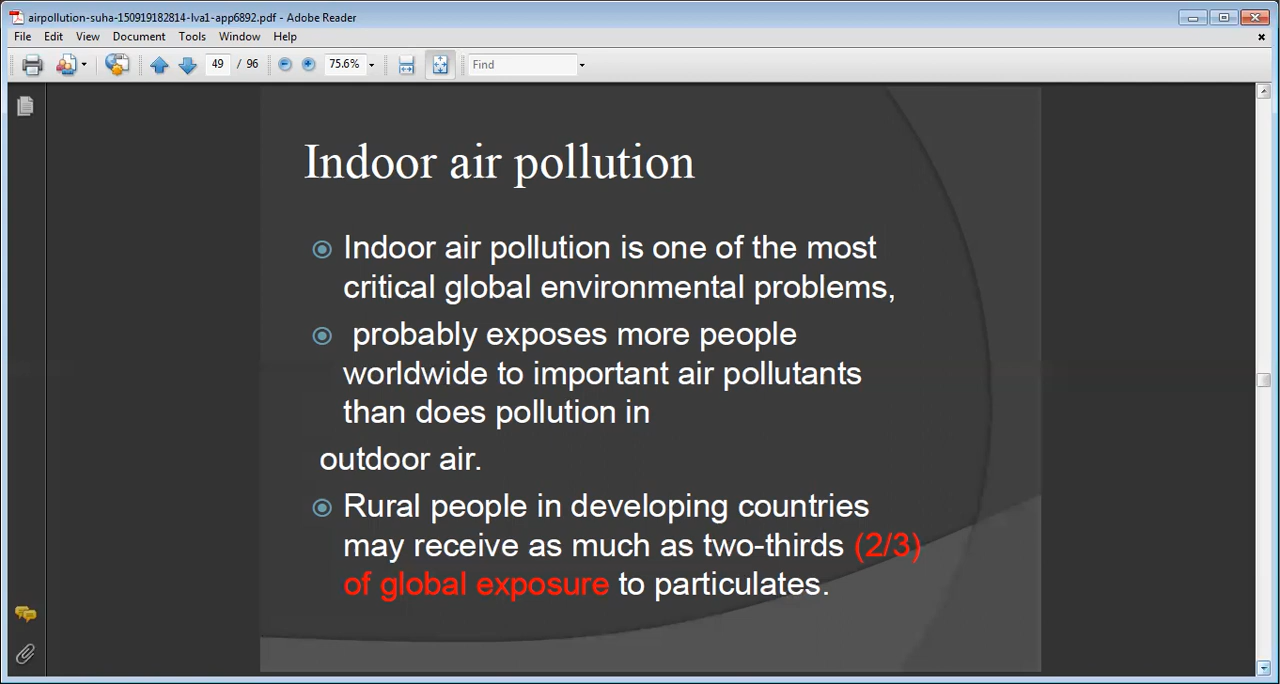 airpollution-suha-150919182814-lva1-app6892.pdf - Adobe Reader
File Edit View Document Tools Window Help
49 / 96 75.6% Find
Indoor air pollution
Indoor air pollution is one of the most
critical global environmental problems,
probably exposes more people
worldwide to important air pollutants
than does pollution in
outdoor air.
Rural people in developing countries
may receive as much as two-thirds (2/3)
of global exposure to particulates.